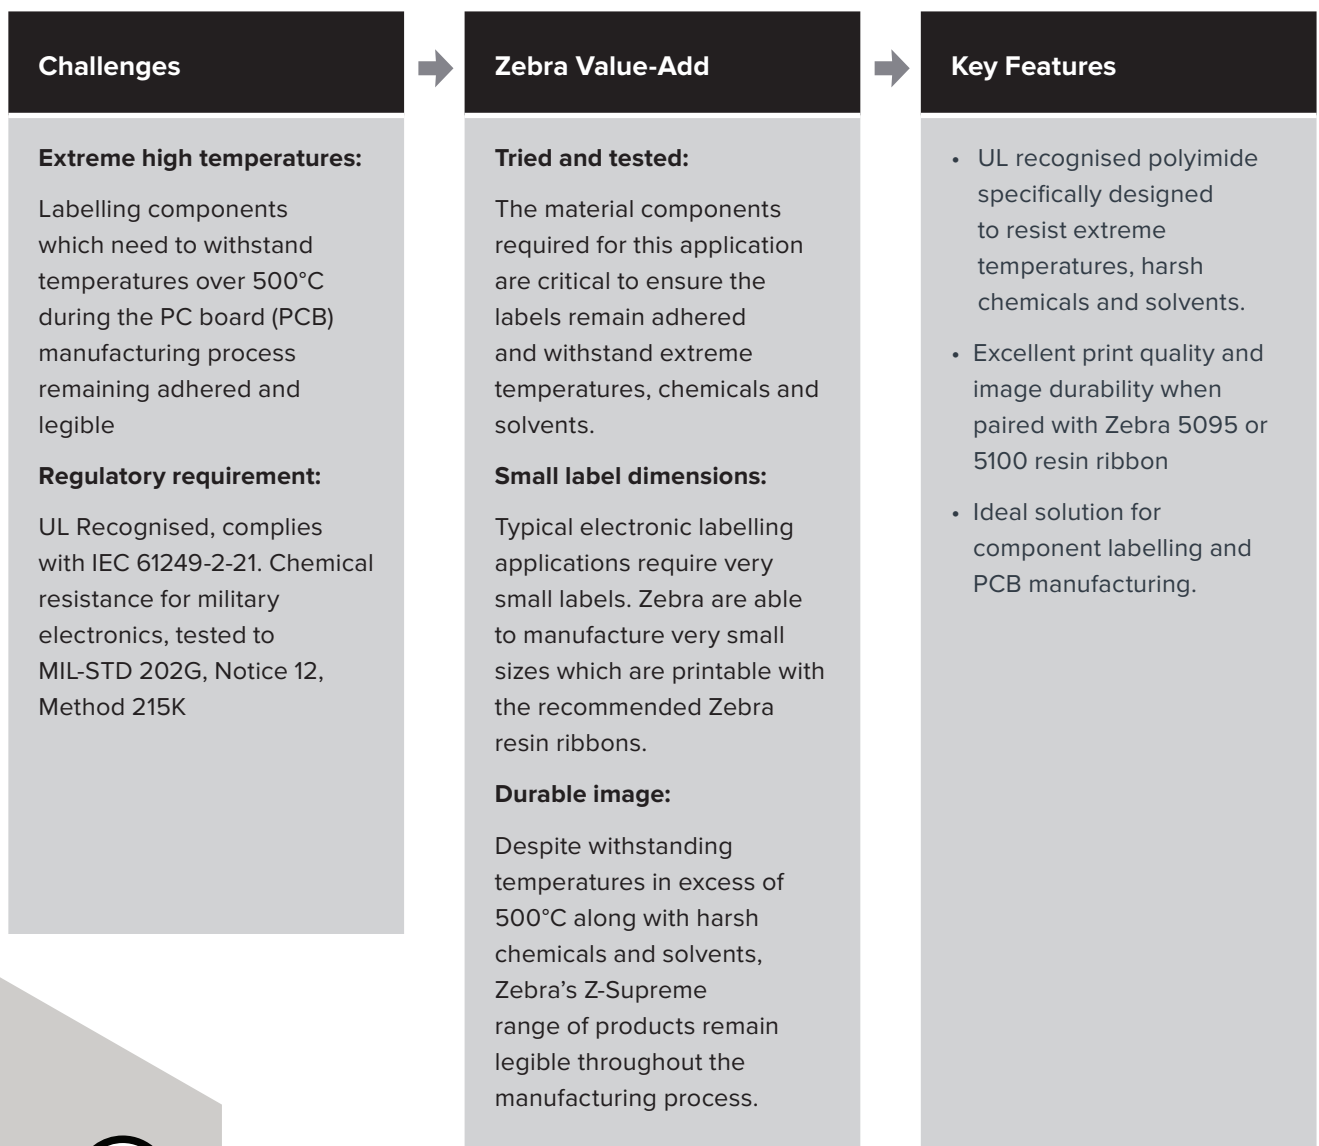 Challenges
Extreme high temperatures:
Labelling components
which need to withstand
temperatures over 500°C
during the PC board (PCB)
manufacturing process
remaining adhered and
legible
Regulatory requirement:
UL Recognised, complies
with IEC 61249-2-21. Chemical
resistance for military
electronics, tested to
MIL-STD 202G, Notice 12,
Method 215K
Zebra Value-Add
Tried and tested:
The material components
required for this application
are critical to ensure the
labels remain adhered
and withstand extreme
temperatures, chemicals and
solvents.
Small label dimensions:
Typical electronic labelling
applications require very
small labels. Zebra are able
to manufacture very small
sizes which are printable with
the recommended Zebra
resin ribbons.
Durable image:
Despite withstanding
temperatures in excess of
500°C along with harsh
chemicals and solvents,
Zebra’s Z-Supreme
range of products remain
legible throughout the
manufacturing process.
Key Features
• UL recognised polyimide
specifically designed
to resist extreme
temperatures, harsh
chemicals and solvents.
• Excellent print quality and
image durability when
paired with Zebra 5095 or
5100 resin ribbon
• Ideal solution for
component labelling and
PCB manufacturing.